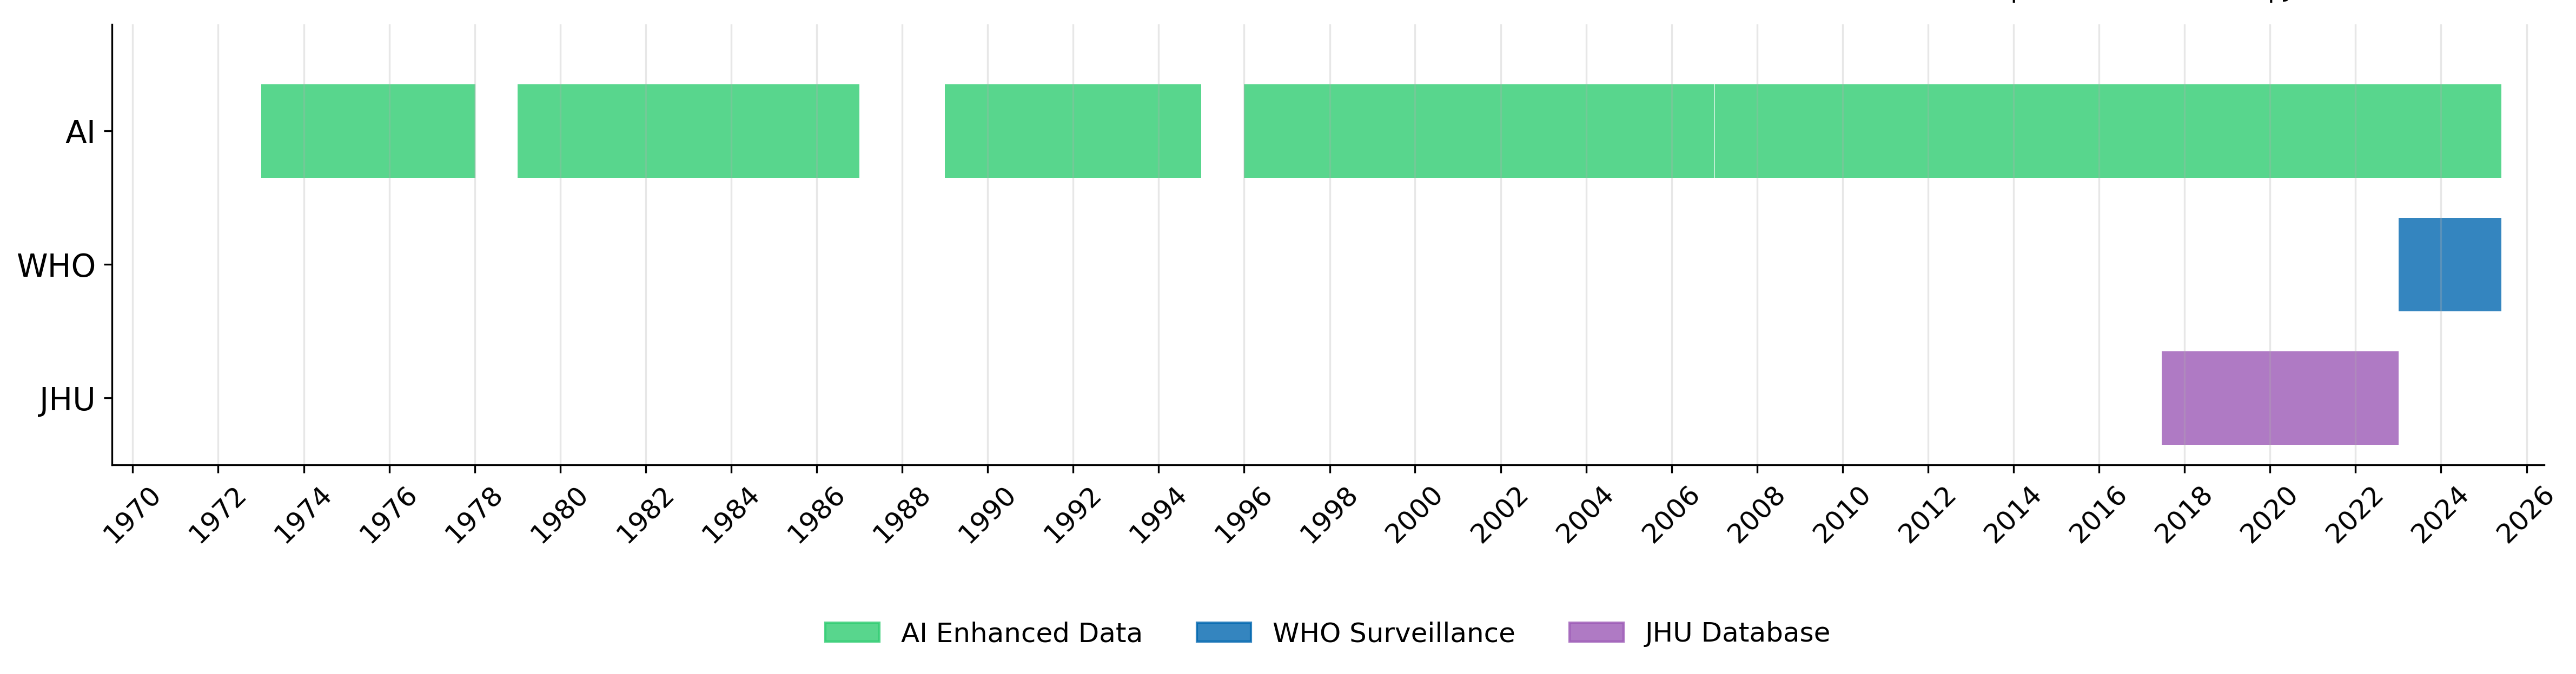 AI
WHO
JHU
1970 1972 1974 1976 1978 1980 1982 1984 1986 1988 1990 1992 1994 1996 1998 2000 2002 2004 2006 2008 2010 2012 2014 2016 2018 2020 2022 2024 2026
AI Enhanced Data WHO Surveillance JHU Database